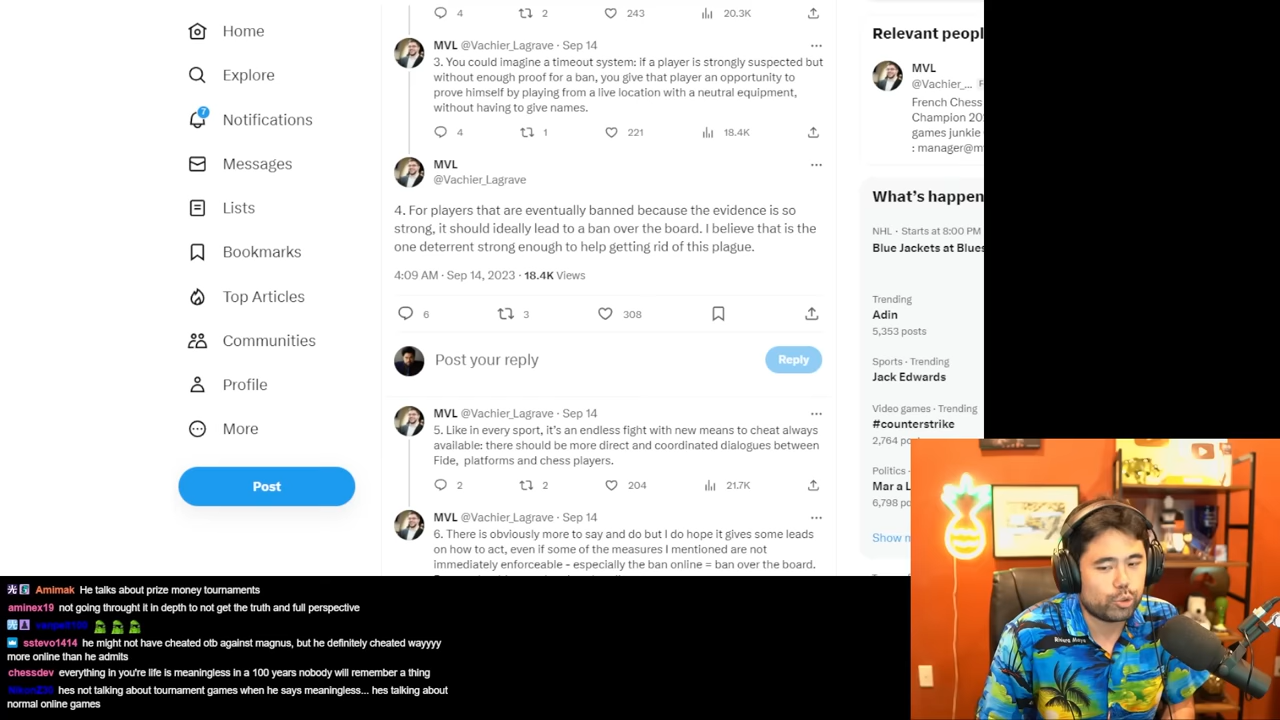 Home
Explore
7
Notifications
Messages
Lists
Bookmarks
Top Articles
Communities
Profile
More
Post
4 2 243 20.3K
MVL @Vachier_Lagrave · Sep 14
3. You could imagine a timeout system: if a player is strongly suspected but
without enough proof for a ban, you give that player an opportunity to
prove himself by playing from a live location with a neutral equipment,
without having to give names.
4 1 221 18.4K
MVL
@Vachier_Lagrave
4. For players that are eventually banned because the evidence is so
strong, it should ideally lead to a ban over the board. I believe that is the
one deterrent strong enough to help getting rid of this plague.
4:09 AM · Sep 14, 2023 · 18.4K Views
6 3 308
Post your reply
Reply
MVL @Vachier_Lagrave · Sep 14
5. Like in every sport, it's an endless fight with new means to cheat always
available: there should be more direct and coordinated dialogues between
Fide, platforms and chess players.
2 2 204 21.7K
MVL @Vachier_Lagrave · Sep 14
6. There is obviously more to say and do but I do hope it gives some leads
on how to act, even if some of the measures I mentioned are not
immediately enforceable - especially the ban online = ban over the board.
Relevant peopl
MVL
@Vachier_...
French Chess
Champion 20
games junkie
: manager@m
What's happen
NHL · Starts at 8:00 PM
Blue Jackets at Blues
Trending
Adin
5,353 posts
Sports · Trending
Jack Edwards
Video games · Trending
#counterstrike
2,764 po
Politics ·
Mar a L
6,798 po
Show m
Amimak He talks about prize money tournaments
aminex19 not going throught it in depth to not get the truth and full perspective
sstevo1414 he might not have cheated otb against magnus, but he definitely cheated wayyyy
more online than he admits
chessdev everything in you're life is meaningless in a 100 years nobody will remember a thing
hes not talking about tournament games when he says meaningless... hes talking about
normal online games